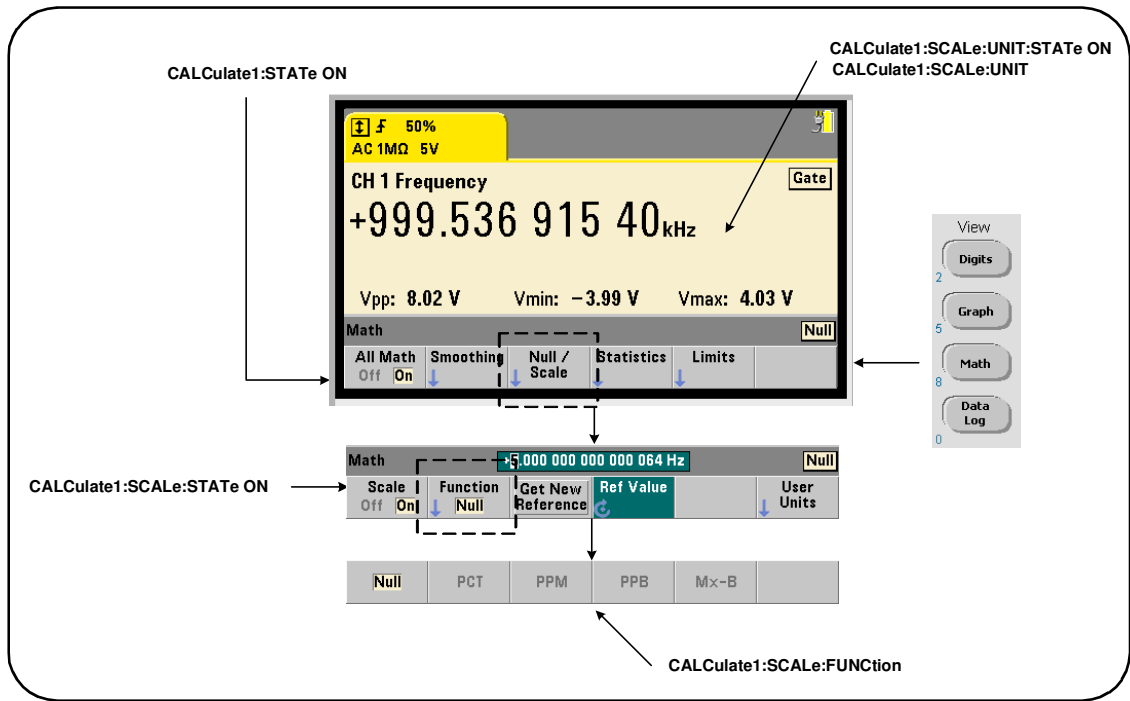 CALCulate1:SCALe:UNIT:STATe ON
CALCulate1:SCALe:UNIT
CALCulate1:STATe ON
50%
AC 1MΩ 5V
CH 1 Frequency
Gate
+999.536 915 40kHz
Vpp: 8.02 V Vmin: −3.99 V Vmax: 4.03 V
Math Null
All Math Smoothing Null / Statistics Limits
Off On Scale
View
2 Digits
5 Graph
8 Math
0 Data
Log
Math +5.000 000 000 000 064 Hz Null
CALCulate1:SCALe:STATe ON
Scale Function Get New Ref Value User
Off On Null Reference Units
Null PCT PPM PPB Mx-B
CALCulate1:SCALe:FUNCtion